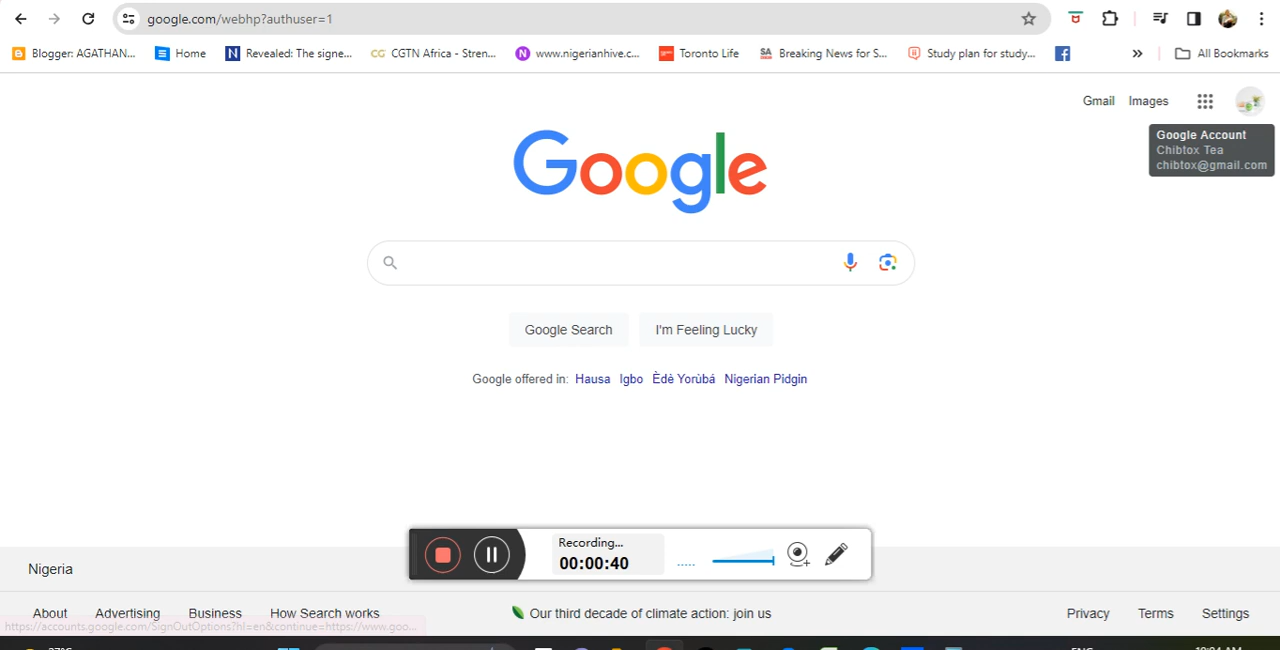 google.com/webhp?authuser=1
Blogger: AGATHAN... Home Revealed: The signe... CG CGTN Africa - Stren... N www.nigerianhive.c... Toronto Life SA Breaking News for S... Study plan for study... » All Bookmarks
Gmail Images
Google Account
Chibtox Tea
chibtox@gmail.com
Google
Google Search I'm Feeling Lucky
Google offered in: Hausa Igbo Èdè Yorùbá Nigerian Pidgin
Recording...
00:00:40
Nigeria
About Advertising Business How Search works Our third decade of climate action: join us Privacy Terms Settings
https://accounts.google.com/SignOutOptions?hl=en&continue=https://www.goo...